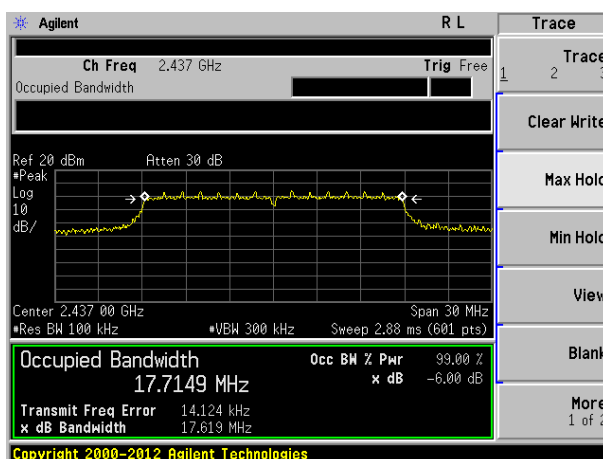 Agilent R L Trace
Ch Freq 2.437 GHz Trig Free
Occupied Bandwidth
Trace
1 2 3
Clear Write
Max Hold
Min Hold
View
Blank
More
1 of 2
Ref 20 dBm Atten 30 dB
#Peak
Log
10
dB/
Center 2.437 00 GHz Span 30 MHz
#Res BW 100 kHz #VBW 300 kHz Sweep 2.88 ms (601 pts)
Occupied Bandwidth Occ BW % Pwr 99.00 %
17.7149 MHz x dB -6.00 dB
Transmit Freq Error 14.124 kHz
x dB Bandwidth 17.619 MHz
Copyright 2000-2012 Agilent Technologies